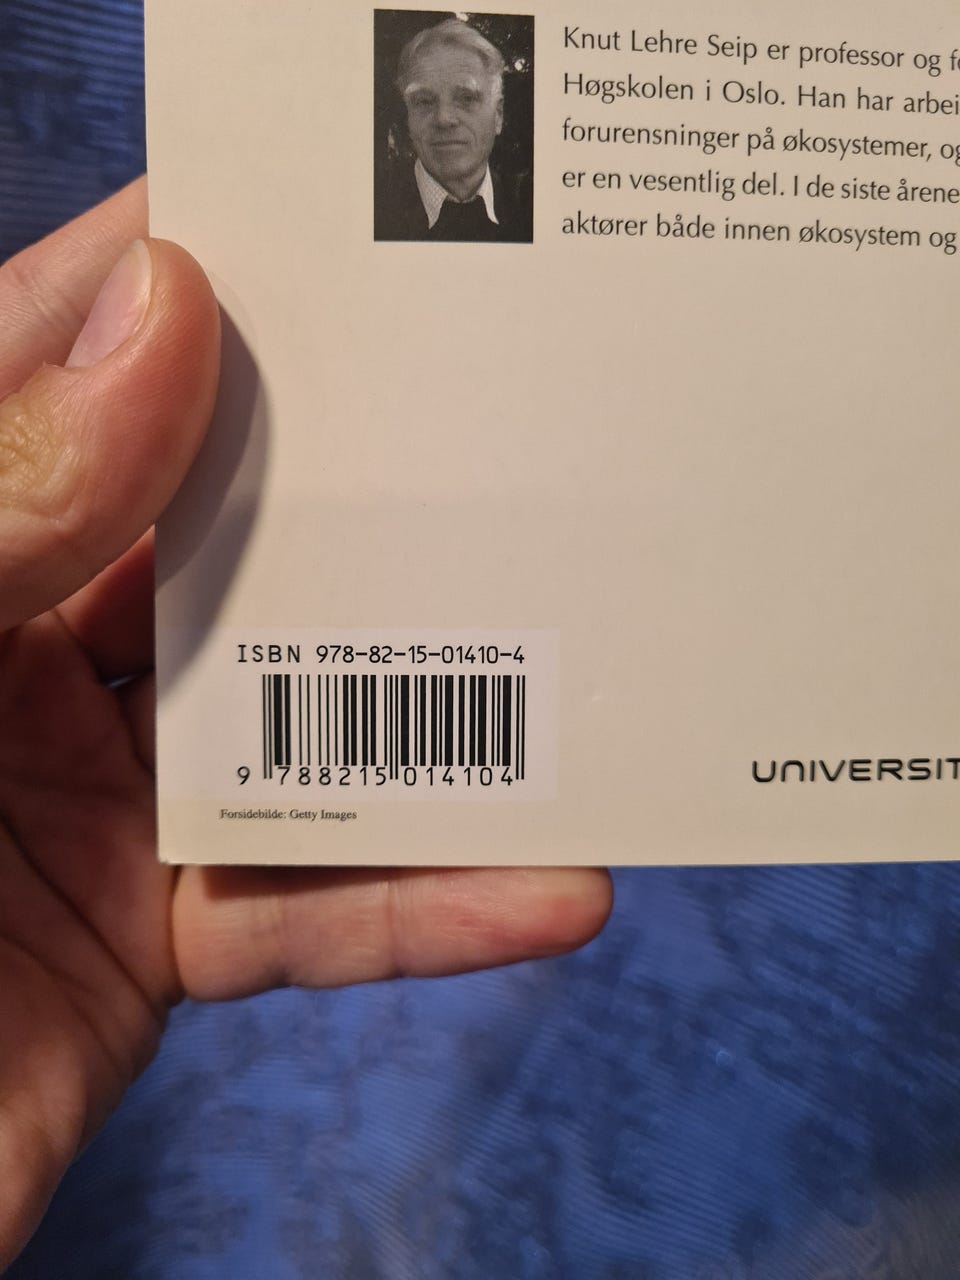 Knut Lehre Seip er professor og
Høgskolen i Oslo. Han har
forurensninger på økosystemer,
er en vesentlig del. I de siste årene
aktører både innen økosystem og
ISBN 978-82-15-01410-4
9 788215 014104
Forsidebilde: Getty Images